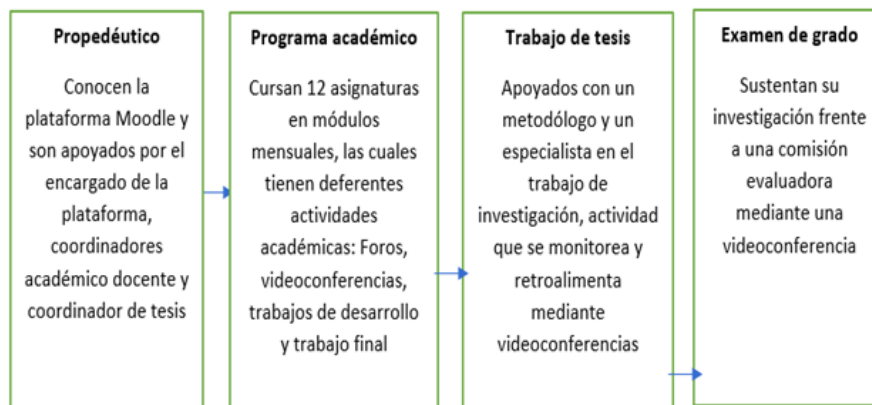 Propedéutico
Conocen la
plataforma Moodle y
son apoyados por el
encargado de la
plataforma,
coordinadores
académico docente y
coordinador de tesis
Programa académico
Cursan 12 asignaturas
en módulos
mensuales, las cuales
tienen deferentes
actividades
académicas: Foros,
videoconferencias,
trabajos de desarrollo
y trabajo final
Trabajo de tesis
Apoyados con un
metodólogo y un
especialista en el
trabajo de
investigación, actividad
que se monitorea y
retroalimenta
mediante
videoconferencias
Examen de grado
Sustentan su
investigación frente
a una comisión
evaluadora
mediante una
videoconferencia